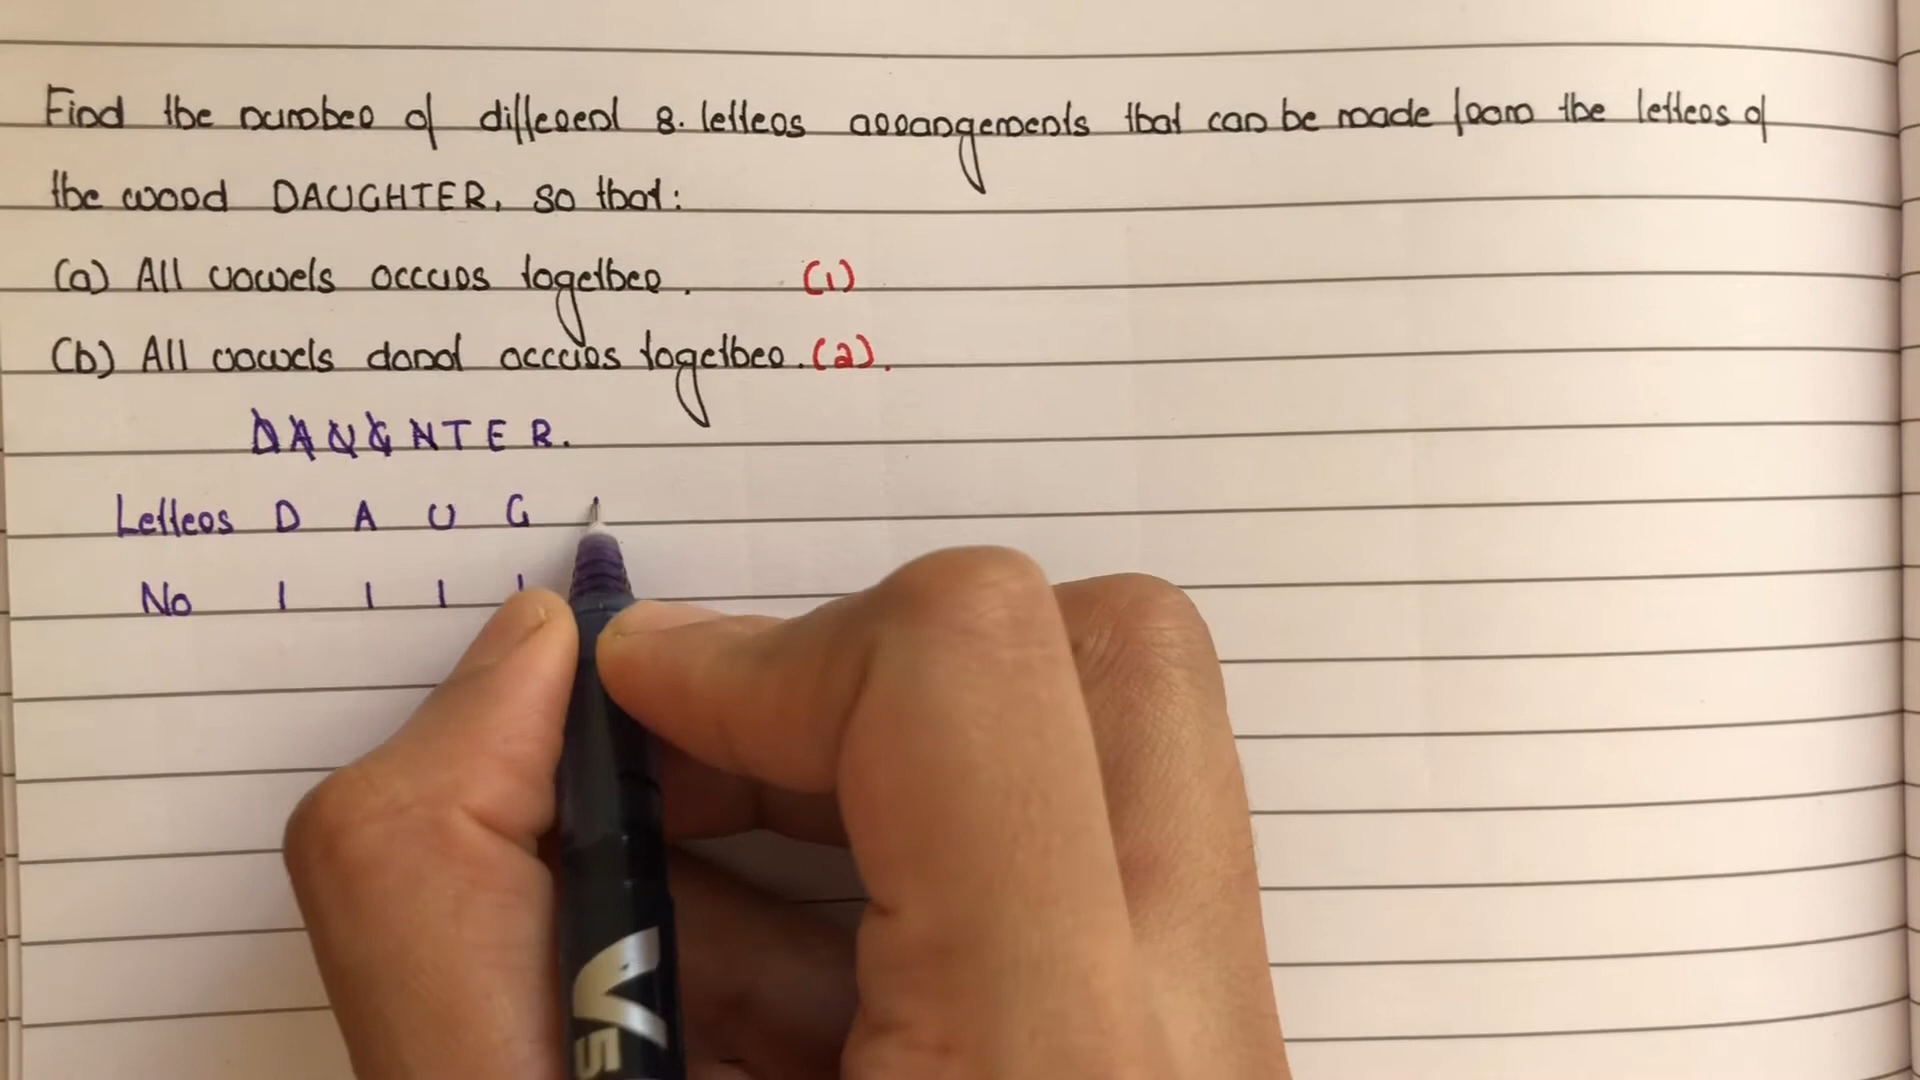 Find the number of different 8. letters arrangements that can be made from the letters of
the word DAUGHTER, so that:
(a) All vowels occurs together. (1)
(b) All vowels donot occurs together. (2).
DAUGHTER.
Letters D A U G
No 1 1 1 1
V5